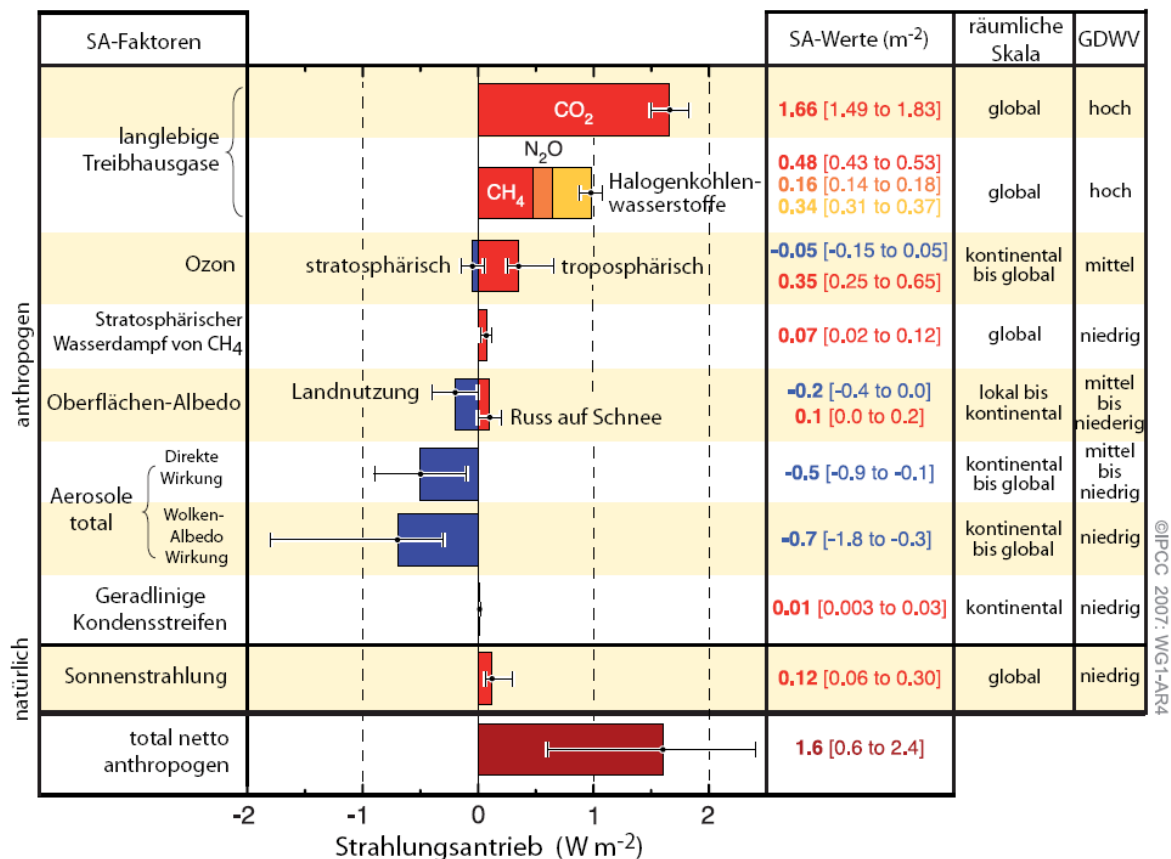 SA-Faktoren
SA-Werte (m⁻²)
räumliche
Skala
GDWV
anthropogen
langlebige
Treibhausgase
CO₂
1.66 [1.49 to 1.83]
global
hoch
N₂O
CH₄
Halogenkohlen-
wasserstoffe
0.48 [0.43 to 0.53]
0.16 [0.14 to 0.18]
0.34 [0.31 to 0.37]
global
hoch
Ozon
stratosphärisch
troposphärisch
-0.05 [-0.15 to 0.05]
0.35 [0.25 to 0.65]
kontinental
bis global
mittel
Stratosphärischer
Wasserdampf von CH₄
0.07 [0.02 to 0.12]
global
niedrig
Oberflächen-Albedo
Landnutzung
Russ auf Schnee
-0.2 [-0.4 to 0.0]
0.1 [0.0 to 0.2]
lokal bis
kontinental
mittel
bis
niederig
Aerosole
total
Direkte
Wirkung
-0.5 [-0.9 to -0.1]
kontinental
bis global
mittel
bis
niedrig
Wolken-
Albedo
Wirkung
-0.7 [-1.8 to -0.3]
kontinental
bis global
niedrig
Geradlinige
Kondensstreifen
0.01 [0.003 to 0.03]
kontinental
niedrig
natürlich
Sonnenstrahlung
0.12 [0.06 to 0.30]
global
niedrig
total netto
anthropogen
1.6 [0.6 to 2.4]
-2 -1 0 1 2
Strahlungsantrieb (W m⁻²)
©IPCC 2007: WG1-AR4